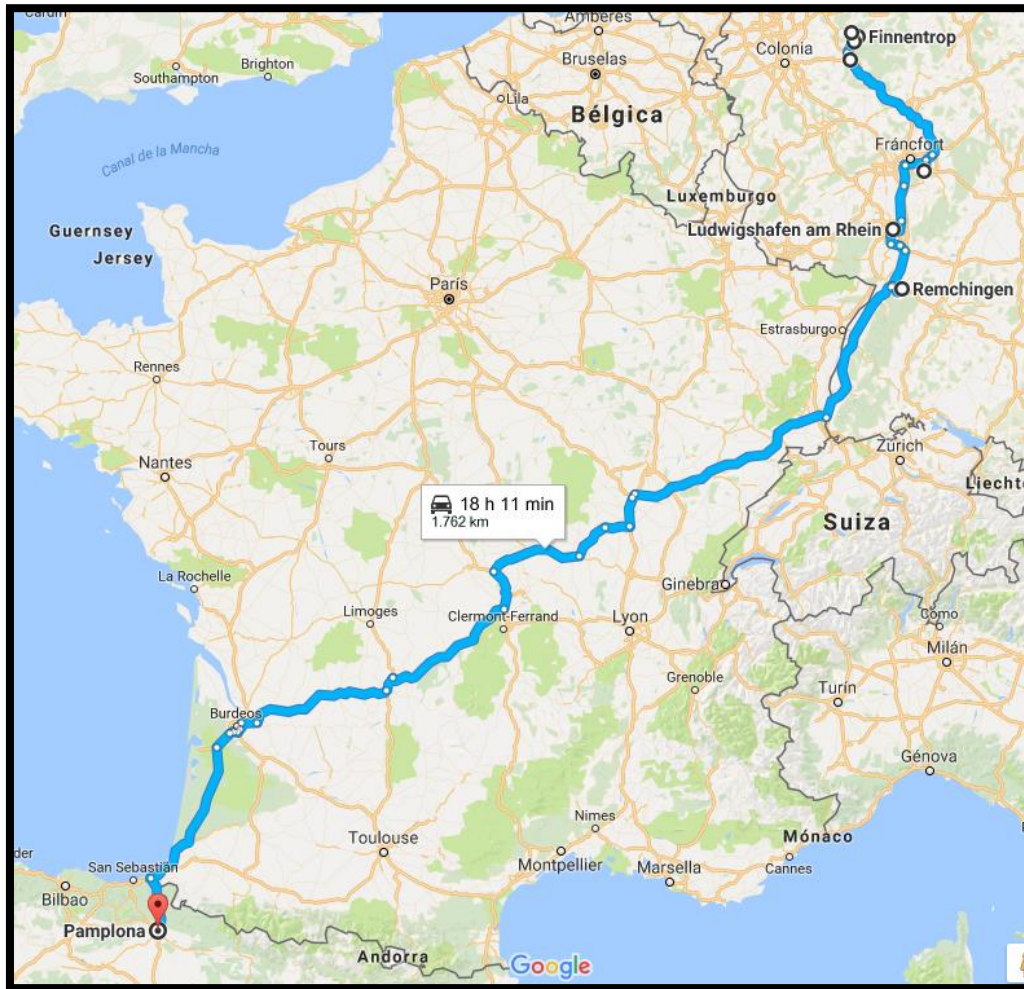 Cardin
Amberes
Colonia
Finnentrop
Southampton
Brighton
Bruselas
Lila
Bélgica
Canal de la Mancha
Fráncfort
Luxemburgo
Guernsey
Jersey
Ludwigshafen am Rhein
París
Remchingen
Estrasburgo
Rennes
Tours
Zúrich
Nantes
Liechte
18 h 11 min
1.762 km
Suiza
La Rochelle
Ginebra
Limoges
Clermont-Ferrand
Lyon
Como
Milán
Grenoble
Turín
Burdeos
Génova
Nimes
Toulouse
Mónaco
Montpellier
Marsella
Cannes
der
San Sebastián
Bilbao
Pamplona
Andorra
Google